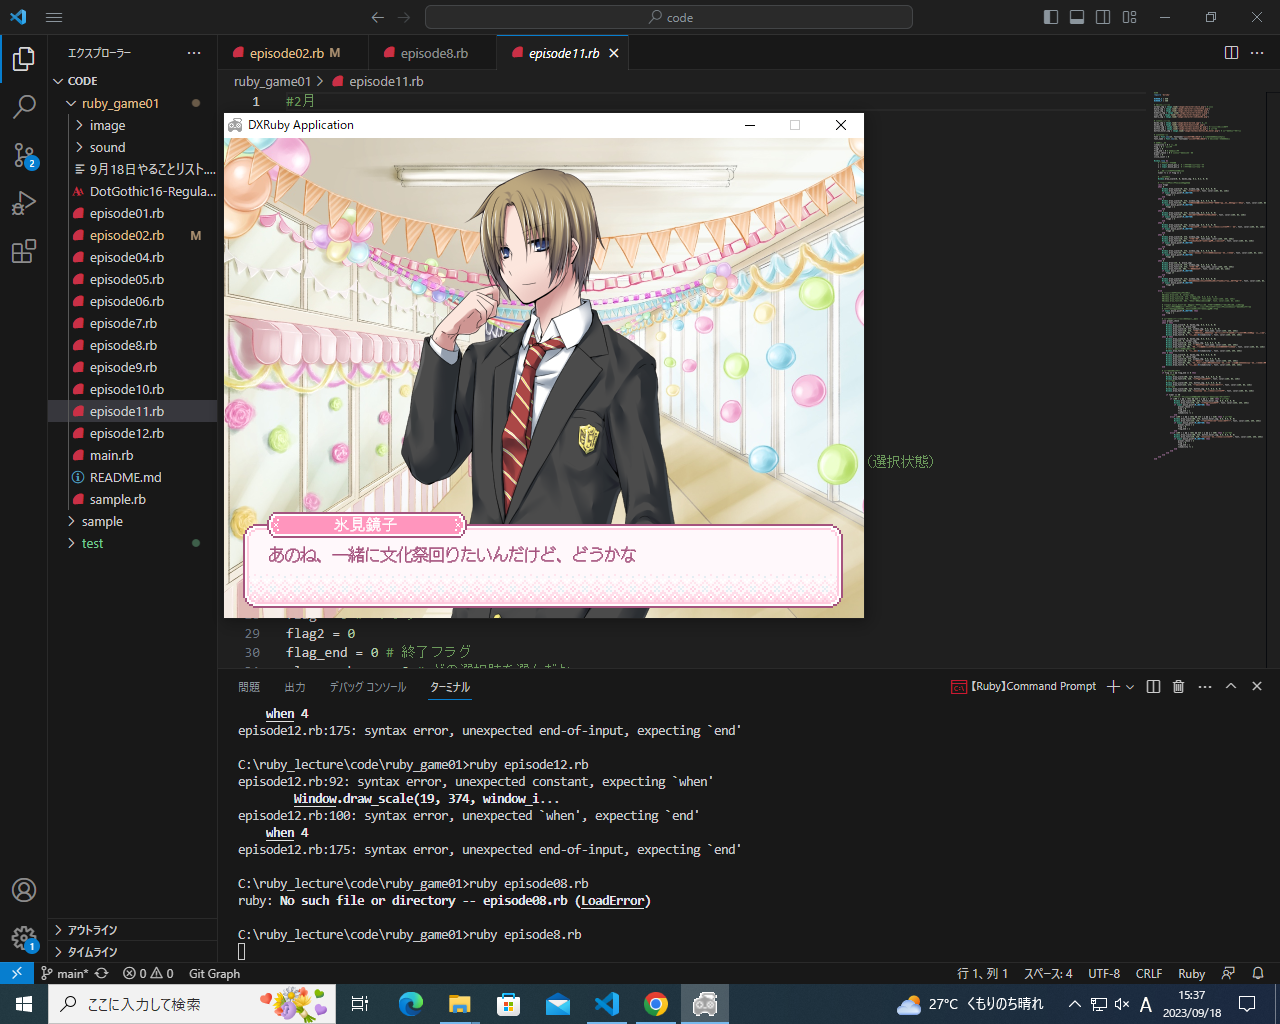 code
エクスプローラー
episode02.rb M
episode8.rb
episode11.rb
CODE
ruby_game01
image
sound
9月18日やることリスト....
DotGothic16-Regula...
episode01.rb
episode02.rb M
episode04.rb
episode05.rb
episode06.rb
episode7.rb
episode8.rb
episode9.rb
episode10.rb
episode11.rb
episode12.rb
main.rb
README.md
sample.rb
sample
test
アウトライン
タイムライン
ruby_game01 > episode11.rb
1 #2月
DXRuby Application
氷見鏡子
あのね、一緒に文化祭回りたいんだけど、どうかな
(選択状態)
29 flag2 = 0
30 flag_end = 0 # 終了フラグ
問題
出力
デバッグ コンソール
ターミナル
【Ruby】Command Prompt
when 4
episode12.rb:175: syntax error, unexpected end-of-input, expecting `end'
C:\ruby_lecture\code\ruby_game01>ruby episode12.rb
episode12.rb:92: syntax error, unexpected constant, expecting `when'
Window.draw_scale(19, 374, window_i...
episode12.rb:100: syntax error, unexpected `when', expecting `end'
when 4
episode12.rb:175: syntax error, unexpected end-of-input, expecting `end'
C:\ruby_lecture\code\ruby_game01>ruby episode08.rb
ruby: No such file or directory -- episode08.rb (LoadError)
C:\ruby_lecture\code\ruby_game01>ruby episode8.rb
2
1
main*
0
0
Git Graph
行 1、列 1
スペース: 4
UTF-8
CRLF
Ruby
ここに入力して検索
27°C くもりのち晴れ
A
15:37
2023/09/18